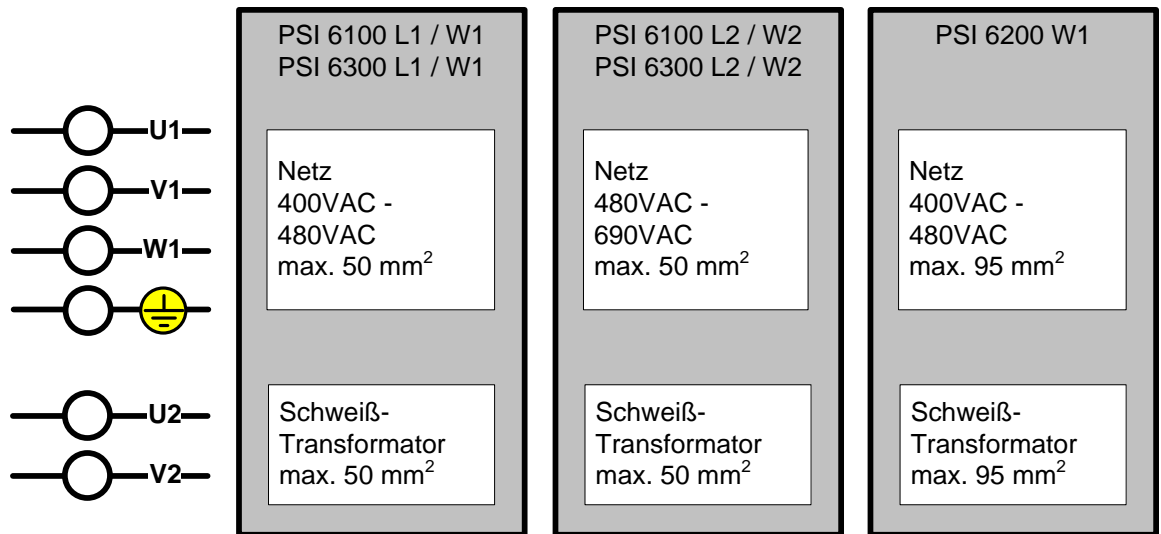 U1
V1
W1
U2
V2
PSI 6100 L1 / W1
PSI 6300 L1 / W1
Netz
400VAC -
480VAC
max. 50 mm²
Schweiß-
Transformator
max. 50 mm²
PSI 6100 L2 / W2
PSI 6300 L2 / W2
Netz
480VAC -
690VAC
max. 50 mm²
Schweiß-
Transformator
max. 50 mm²
PSI 6200 W1
Netz
400VAC -
480VAC
max. 95 mm²
Schweiß-
Transformator
max. 95 mm²